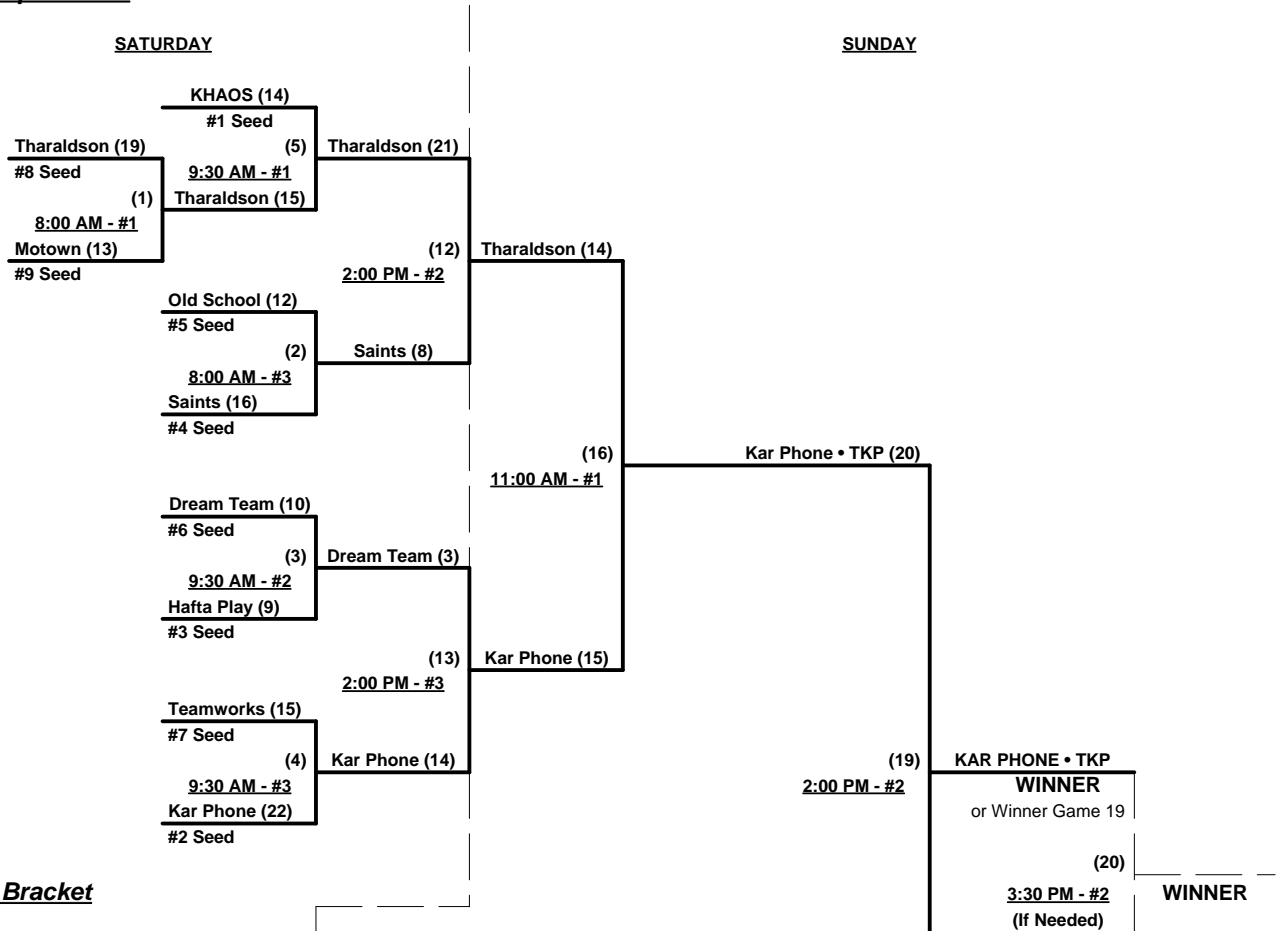 SATURDAY
SUNDAY
KHAOS (14)
#1 Seed
Tharaldson (19)
(5)
Tharaldson (21)
#8 Seed
9:30 AM - #1
(1)
Tharaldson (15)
8:00 AM - #1
Motown (13)
(12)
Tharaldson (14)
#9 Seed
2:00 PM - #2
Old School (12)
#5 Seed
(2)
Saints (8)
8:00 AM - #3
Saints (16)
#4 Seed
(16)
Kar Phone • TKP (20)
11:00 AM - #1
Dream Team (10)
#6 Seed
(3)
Dream Team (3)
9:30 AM - #2
Hafta Play (9)
#3 Seed
(13)
Kar Phone (15)
2:00 PM - #3
Teamworks (15)
#7 Seed
(4)
Kar Phone (14)
(19)
KAR PHONE • TKP
9:30 AM - #3
2:00 PM - #2
WINNER
Kar Phone (22)
or Winner Game 19
#2 Seed
(20)
Bracket
3:30 PM - #2
WINNER
(If Needed)